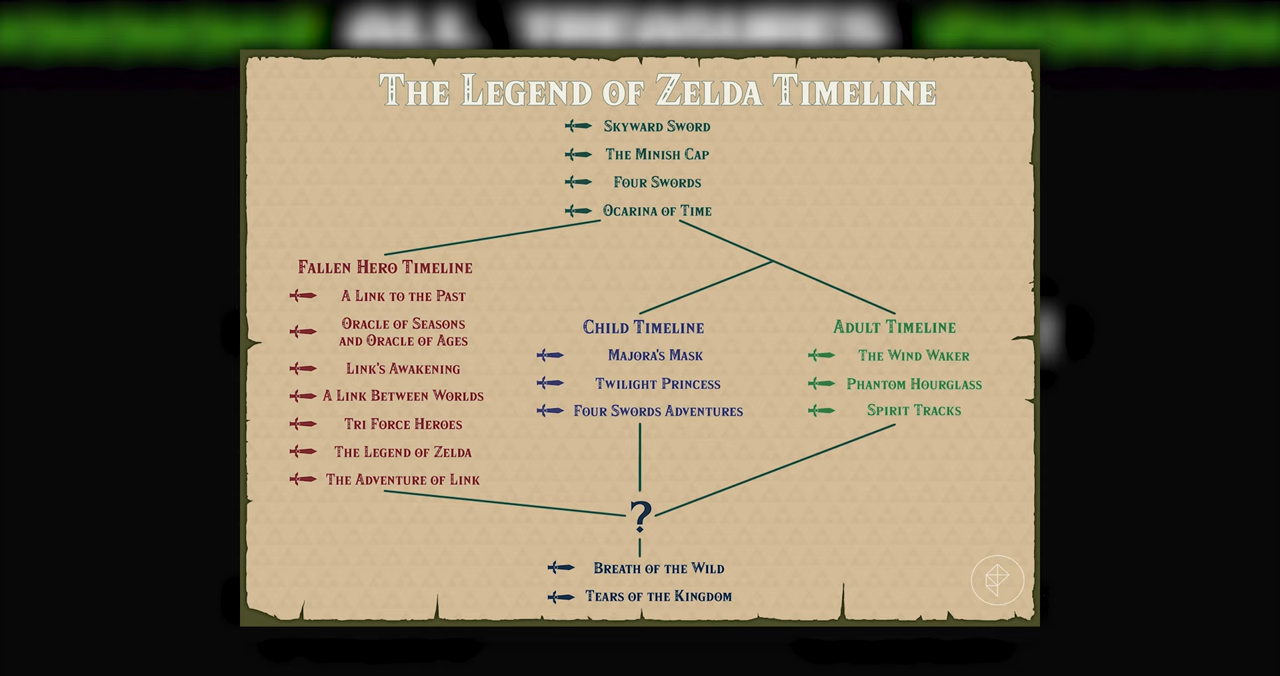 ALL TREASURES
The Legend of Zelda Timeline
Skyward Sword
The Minish Cap
Four Swords
Ocarina of Time
Fallen Hero Timeline
A Link to the Past
Oracle of Seasons
and Oracle of Ages
Link's Awakening
A Link Between Worlds
Tri Force Heroes
The Legend of Zelda
The Adventure of Link
Child Timeline
Majora's Mask
Twilight Princess
Four Swords Adventures
Adult Timeline
The Wind Waker
Phantom Hourglass
Spirit Tracks
?
Breath of the Wild
Tears of the Kingdom